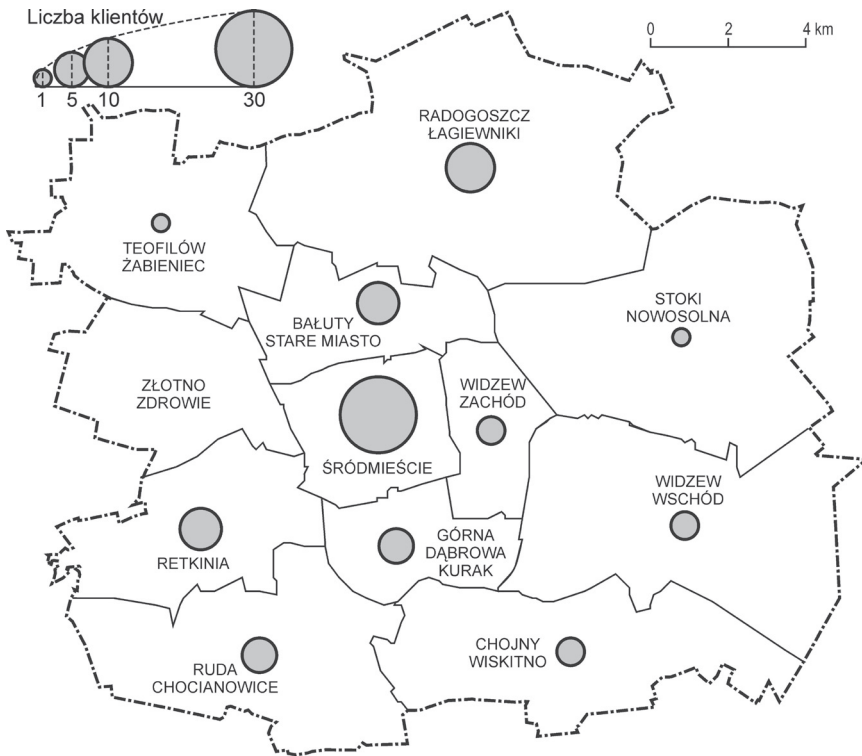 Liczba klientów
1 5 10 30
0 2 4 km
RADOGOSZCZ
ŁAGIEWNIKI
TEOFILÓW
ŻABIENIEC
BAŁUTY
STARE MIASTO
STOKI
NOWOSOLNA
ZŁOTNO
ZDROWIE
WIDZEW
ZACHÓD
ŚRÓDMIEŚCIE
WIDZEW
WSCHÓD
RETKINIA
GÓRNA
DĄBROWA
KURAK
RUDA
CHOCIANOWICE
CHOJNY
WISKITNO